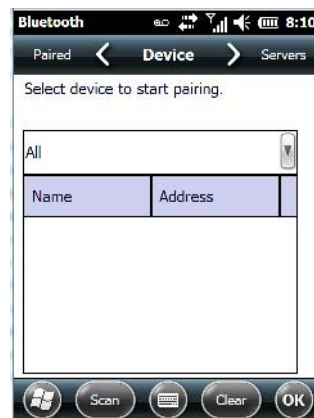 Bluetooth 8:10
Paired Device Servers
Select device to start pairing.
All
Name Address
Scan Clear OK